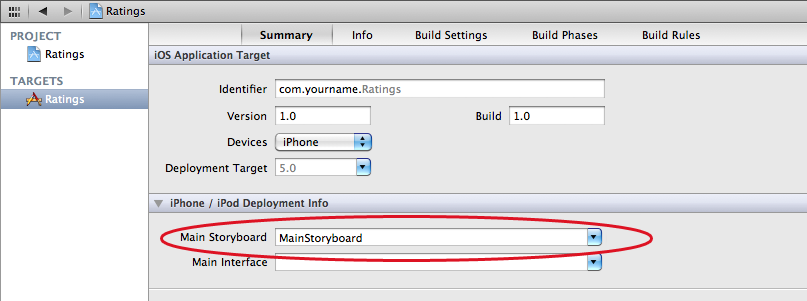 Ratings
PROJECT
Ratings
TARGETS
Ratings
Summary Info Build Settings Build Phases Build Rules
iOS Application Target
Identifier com.yourname.Ratings
Version 1.0 Build 1.0
Devices iPhone
Deployment Target 5.0
iPhone / iPod Deployment Info
Main Storyboard MainStoryboard
Main Interface